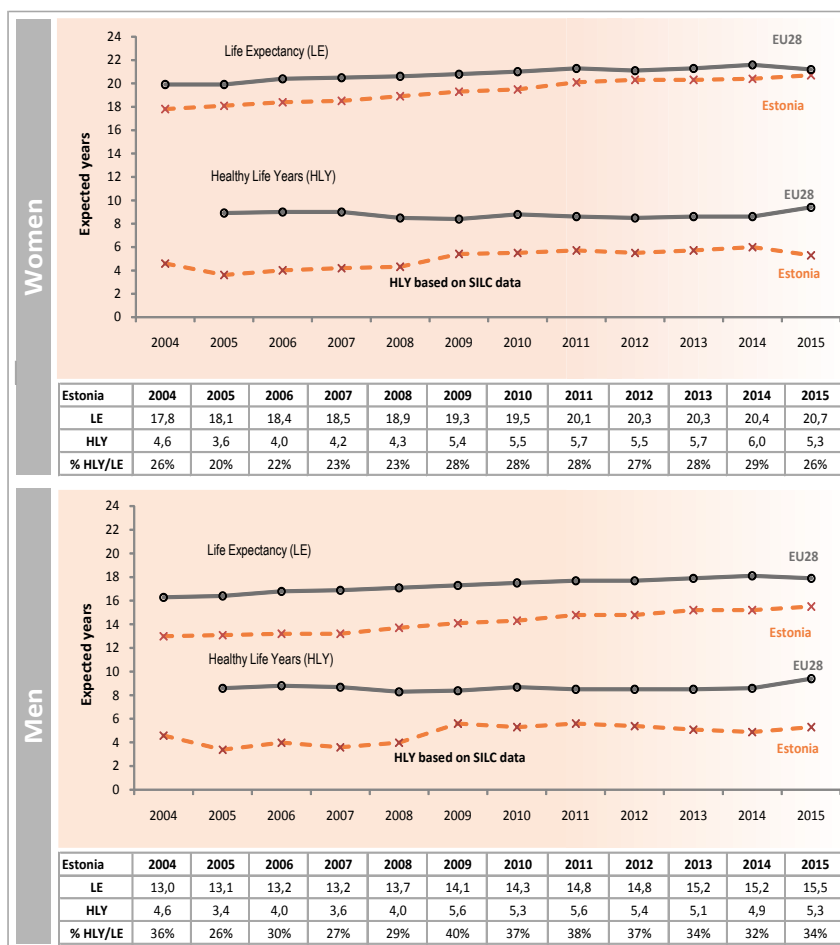 Women
24
22
20
18
16
14
12
10
8
6
4
2
0
Expected years
Life Expectancy (LE)
EU28
Estonia
Healthy Life Years (HLY)
EU28
Estonia
HLY based on SILC data
2004 2005 2006 2007 2008 2009 2010 2011 2012 2013 2014 2015
Estonia 2004 2005 2006 2007 2008 2009 2010 2011 2012 2013 2014 2015
LE 17,8 18,1 18,4 18,5 18,9 19,3 19,5 20,1 20,3 20,3 20,4 20,7
HLY 4,6 3,6 4,0 4,2 4,3 5,4 5,5 5,7 5,5 5,7 6,0 5,3
% HLY/LE 26% 20% 22% 23% 23% 28% 28% 28% 27% 28% 29% 26%
Men
24
22
20
18
16
14
12
10
8
6
4
2
0
Expected years
Life Expectancy (LE)
EU28
Estonia
Healthy Life Years (HLY)
EU28
Estonia
HLY based on SILC data
2004 2005 2006 2007 2008 2009 2010 2011 2012 2013 2014 2015
Estonia 2004 2005 2006 2007 2008 2009 2010 2011 2012 2013 2014 2015
LE 13,0 13,1 13,2 13,2 13,7 14,1 14,3 14,8 14,8 15,2 15,2 15,5
HLY 4,6 3,4 4,0 3,6 4,0 5,6 5,3 5,6 5,4 5,1 4,9 5,3
% HLY/LE 36% 26% 30% 27% 29% 40% 37% 38% 37% 34% 32% 34%